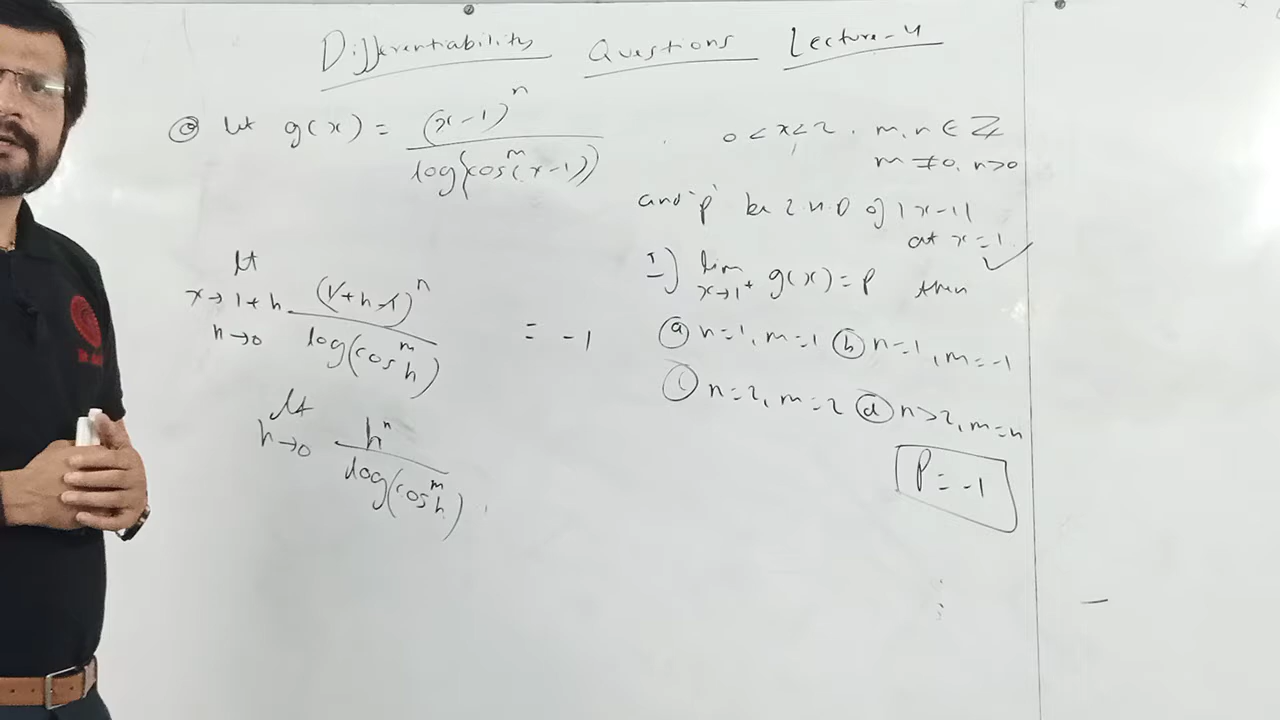 Differentiability Questions Lecture-4
Q Let g(x) = (x-1)^n / log(cos^m(x-1)) , 0<x<2, m,n ∈ Z
m ≠ 0, n>0
and 'p' be L.H.D of |x-1|
at x=1
I) lim x→1⁺ g(x) = p then
(a) n=1, m=1 (b) n=1, m=-1
(c) n=2, m=2 (d) n>2, m=n
P = -1
lt x→1+h h→0 (1+h-1)^n / log(cos^m h) = -1
lt h→0 h^n / log(cos^m h)